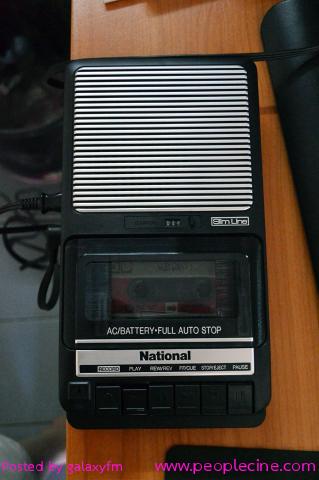 Slim Line
AC/BATTERY•FULL AUTO STOP
National
RECORD PLAY REW/REV FF/CUE STOP/EJECT PAUSE
Posted by galaxyfm
www.peoplecine.com